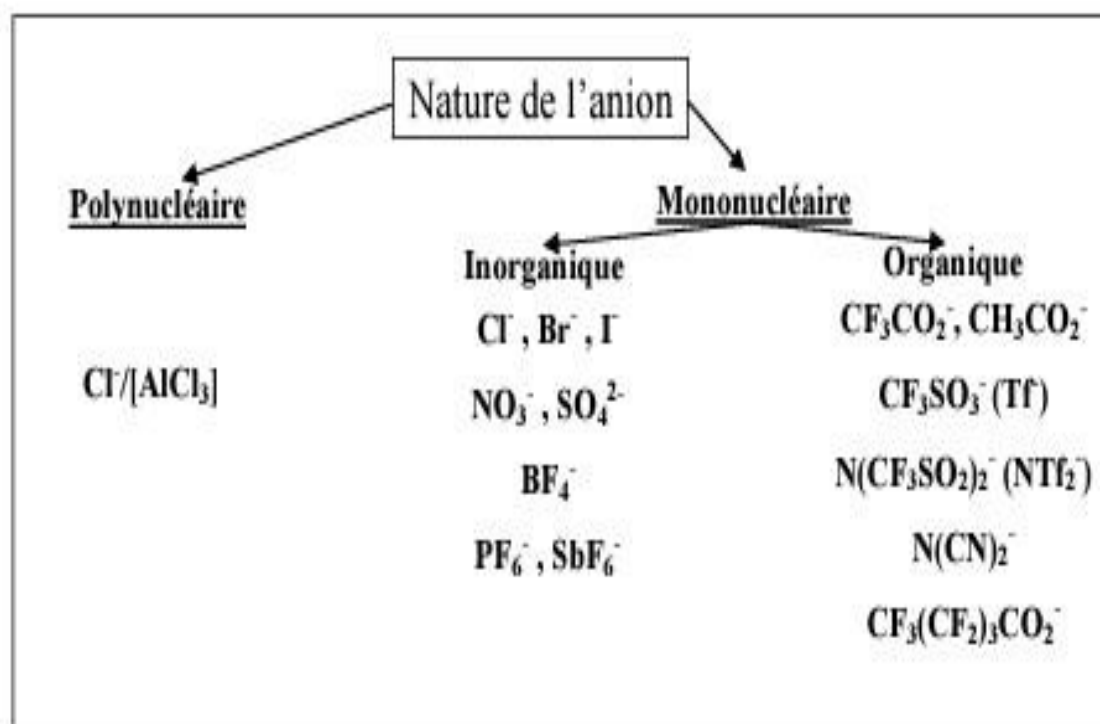 Nature de l'anion
Polynucléaire
Mononucléaire
Inorganique
Organique
Cl⁻/[AlCl₃]
Cl⁻ , Br⁻ , I⁻
NO₃⁻ , SO₄²⁻
BF₄⁻
PF₆⁻ , SbF₆⁻
CF₃CO₂⁻, CH₃CO₂⁻
CF₃SO₃⁻ (Tf⁻)
N(CF₃SO₂)₂⁻ (NTf₂⁻)
N(CN)₂⁻
CF₃(CF₂)₃CO₂⁻